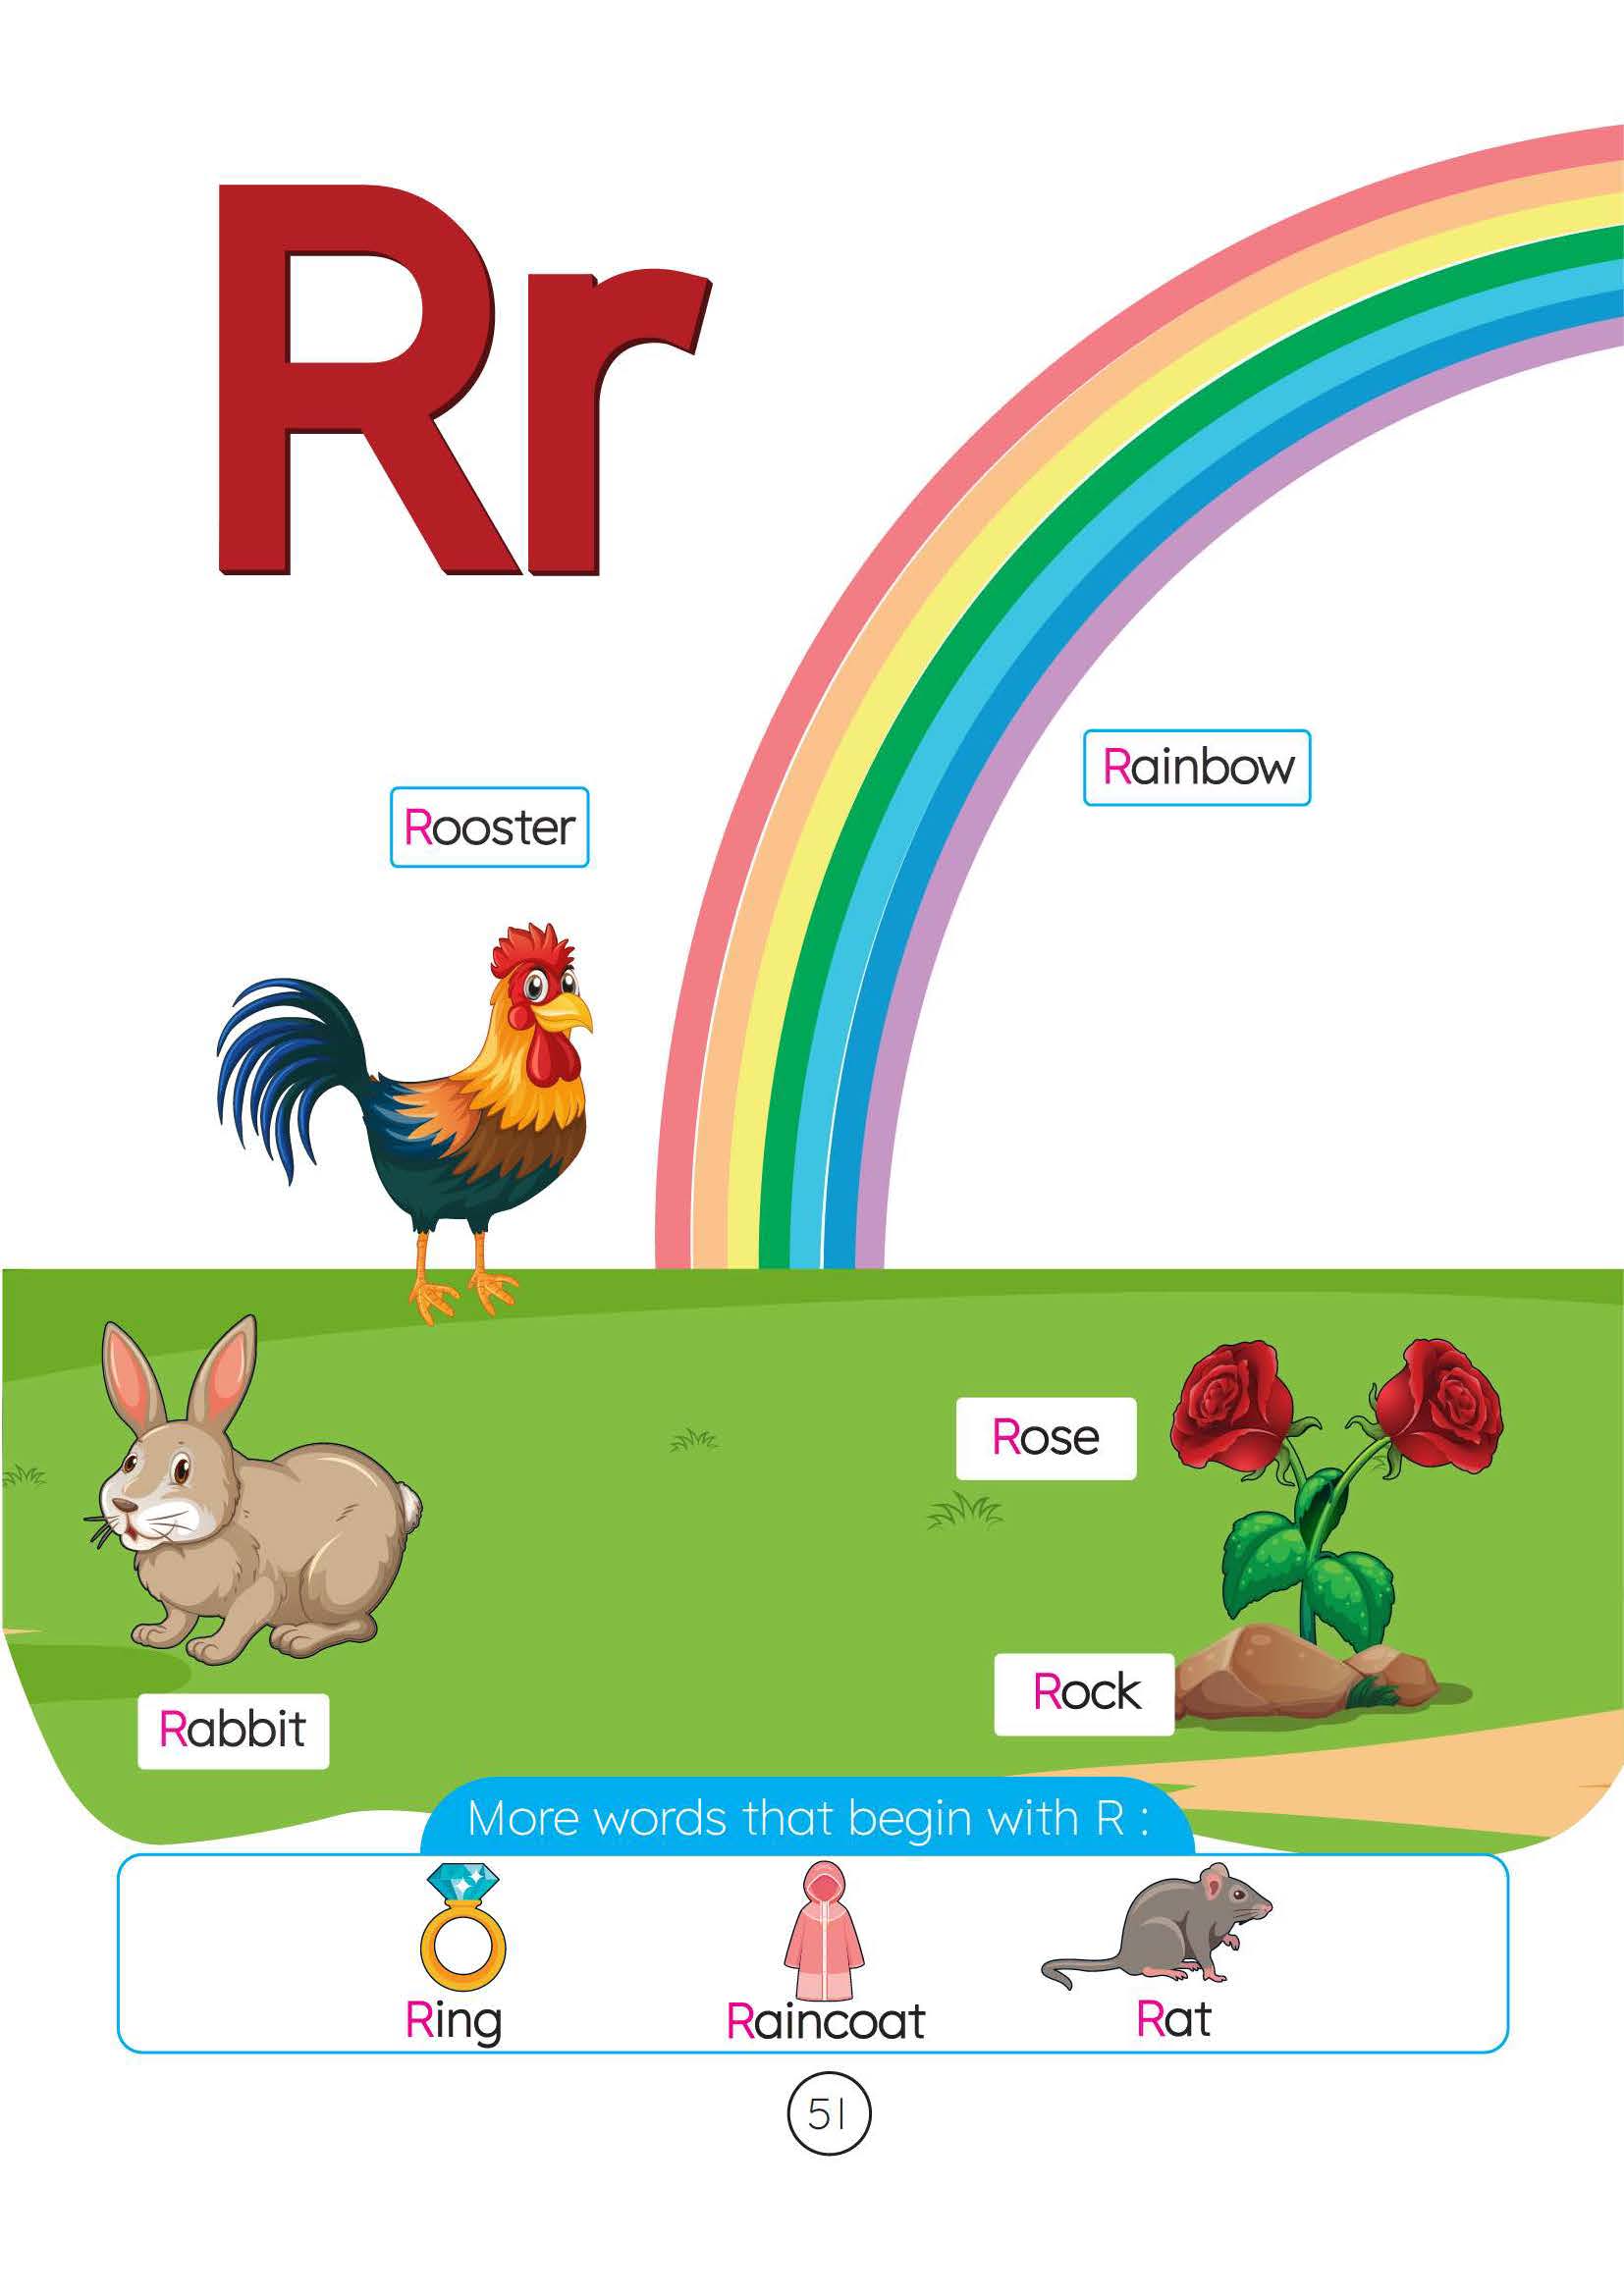 Rr
Rainbow
Rooster
Rose
Rock
Rabbit
More words that begin with R :
Ring
Raincoat
Rat
51